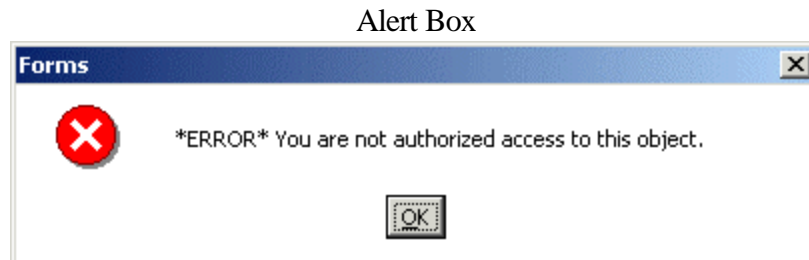 Alert Box
Forms
*ERROR* You are not authorized access to this object.
OK